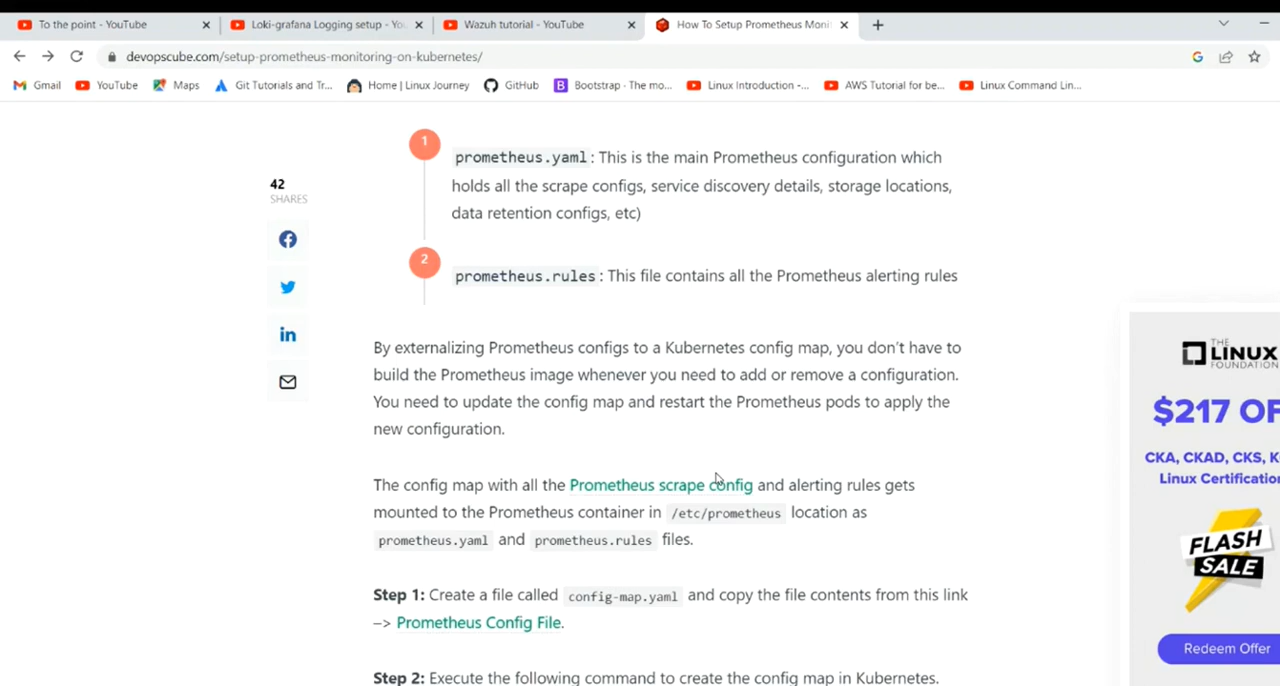 To the point - YouTube
Loki-grafana Logging setup - You
Wazuh tutorial - YouTube
How To Setup Prometheus Moni
devopscube.com/setup-prometheus-monitoring-on-kubernetes/
Gmail
YouTube
Maps
Git Tutorials and Tr...
Home | Linux Journey
GitHub
Bootstrap · The mo...
Linux Introduction -...
AWS Tutorial for be...
Linux Command Lin...
1
prometheus.yaml: This is the main Prometheus configuration which
holds all the scrape configs, service discovery details, storage locations,
data retention configs, etc)
42
SHARES
2
prometheus.rules: This file contains all the Prometheus alerting rules
By externalizing Prometheus configs to a Kubernetes config map, you don’t have to
build the Prometheus image whenever you need to add or remove a configuration.
You need to update the config map and restart the Prometheus pods to apply the
new configuration.
The config map with all the Prometheus scrape config and alerting rules gets
mounted to the Prometheus container in /etc/prometheus location as
prometheus.yaml and prometheus.rules files.
Step 1: Create a file called config-map.yaml and copy the file contents from this link
–> Prometheus Config File.
Step 2: Execute the following command to create the config map in Kubernetes.
THE
LINUX
FOUNDATION
$217 OF
CKA, CKAD, CKS, K
Linux Certification
FLASH
SALE
Redeem Offer